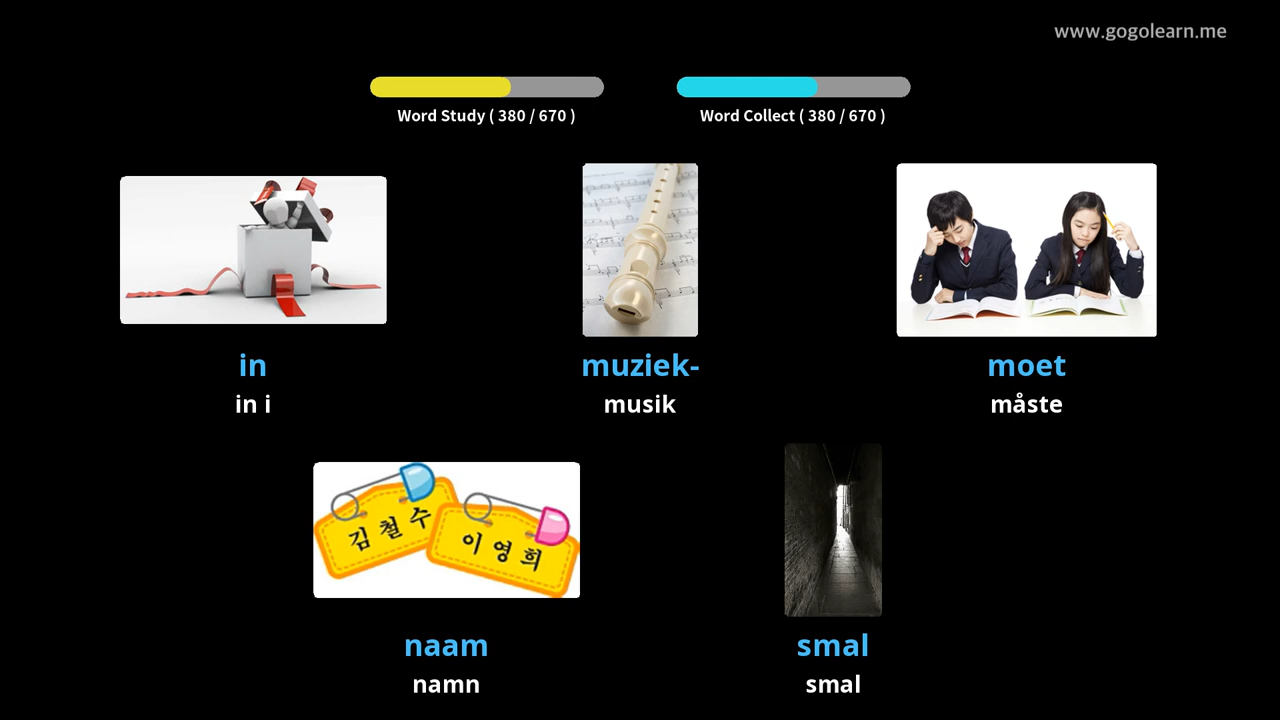 www.gogolearn.me
Word Study ( 380 / 670 )
Word Collect ( 380 / 670 )
in
in i
muziek-
musik
moet
måste
김철수
이영희
naam
namn
smal
smal